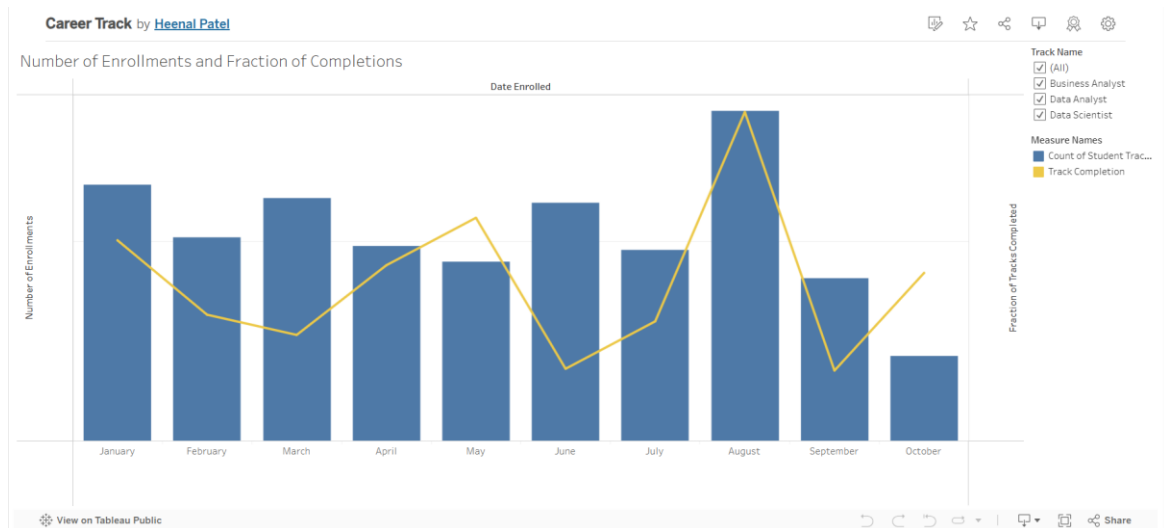 Career Track by Heenal Patel
Number of Enrollments and Fraction of Completions
Date Enrolled
Number of Enrollments
January February March April May June July August September October
Fraction of Tracks Completed
Track Name
(All)
Business Analyst
Data Analyst
Data Scientist
Measure Names
Count of Student Trac...
Track Completion
View on Tableau Public
Share